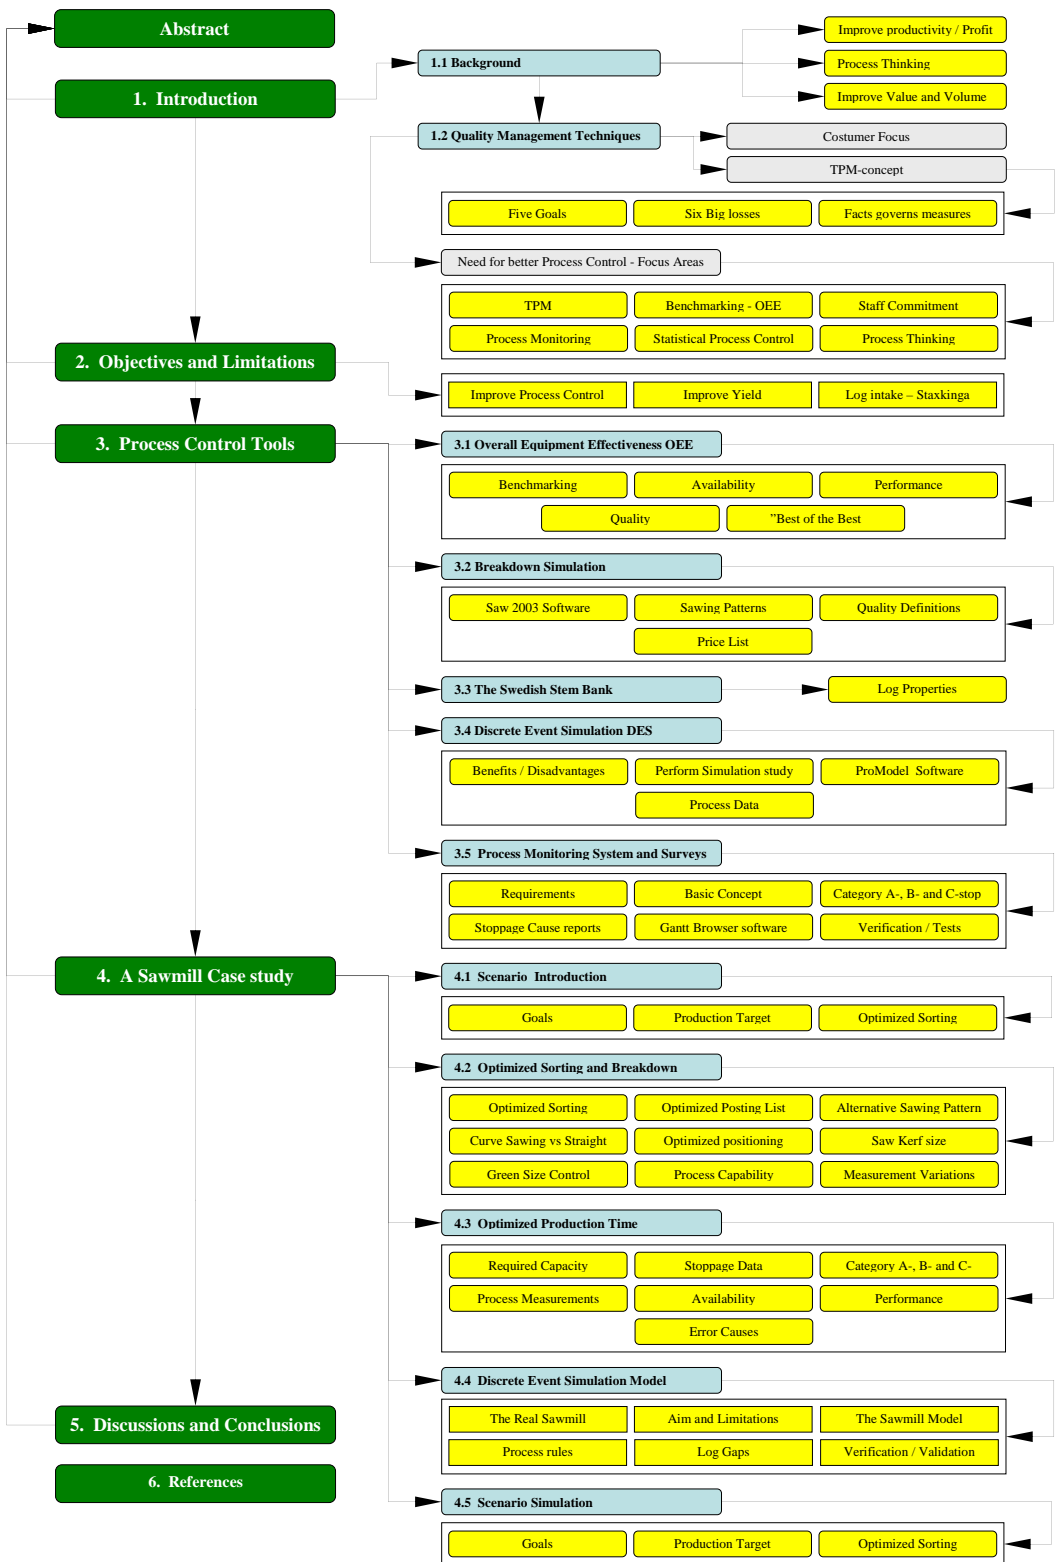 Abstract
Improve productivity / Profit
1.1 Background
Process Thinking
1. Introduction
Improve Value and Volume
1.2 Quality Management Techniques
Costumer Focus
TPM-concept
Five Goals
Six Big losses
Facts governs measures
Need for better Process Control - Focus Areas
TPM
Benchmarking - OEE
Staff Commitment
Process Monitoring
Statistical Process Control
Process Thinking
2. Objectives and Limitations
Improve Process Control
Improve Yield
Log intake – Staxkinga
3. Process Control Tools
3.1 Overall Equipment Effectiveness OEE
Benchmarking
Availability
Performance
Quality
”Best of the Best
3.2 Breakdown Simulation
Saw 2003 Software
Sawing Patterns
Quality Definitions
Price List
3.3 The Swedish Stem Bank
Log Properties
3.4 Discrete Event Simulation DES
Benefits / Disadvantages
Perform Simulation study
ProModel Software
Process Data
3.5 Process Monitoring System and Surveys
Requirements
Basic Concept
Category A-, B- and C-stop
Stoppage Cause reports
Gantt Browser software
Verification / Tests
4. A Sawmill Case study
4.1 Scenario Introduction
Goals
Production Target
Optimized Sorting
4.2 Optimized Sorting and Breakdown
Optimized Sorting
Optimized Posting List
Alternative Sawing Pattern
Curve Sawing vs Straight
Optimized positioning
Saw Kerf size
Green Size Control
Process Capability
Measurement Variations
4.3 Optimized Production Time
Required Capacity
Stoppage Data
Category A-, B- and C-
Process Measurements
Availability
Performance
Error Causes
4.4 Discrete Event Simulation Model
The Real Sawmill
Aim and Limitations
The Sawmill Model
Process rules
Log Gaps
Verification / Validation
5. Discussions and Conclusions
6. References
4.5 Scenario Simulation
Goals
Production Target
Optimized Sorting